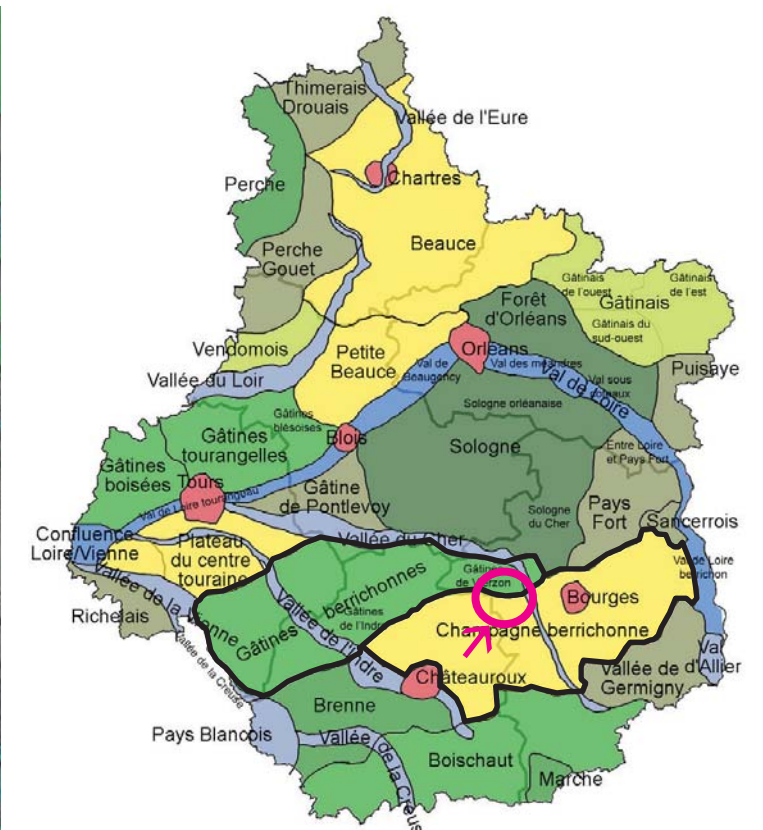 Thimerais
Drouais
Vallée de l'Eure
Perche
Chartres
Perche
Gouet
Beauce
Gâtinais
de l'ouest
Gâtinais
de l'est
Gâtinais
Gâtinais du
sud-ouest
Forêt
d'Orléans
Vendomois
Petite
Beauce
Orléans
Val de
Beaugency
Val des méandres
Val de Loire
Val sous
coteaux
Puisaye
Vallée du Loir
Sologne orléanaise
Gâtines
blésoises
Blois
Gâtines
tourangelles
Sologne
Entre Loire
et Pays Fort
Gâtines
boisées
Tours
Val de Loire tourangeau
Gâtine
de Pontlevoy
Sologne
du Cher
Pays
Fort
Sancerrois
Confluence
Loire/Vienne
Plateau
du centre
touraine
Vallée du Cher
Val de Loire
berrichon
Vallée de la Vienne
Gâtines
de Vierzon
Bourges
Richelais
Gâtines berrichonnes
Gâtines
de l'Indre
Vallée de l'Indre
Champagne berrichonne
Vallée de la Creuse
Châteauroux
Vallée de
Germigny
Val
d'Allier
Brenne
Pays Blancois
Vallée de la Creuse
Boischaut
Marche